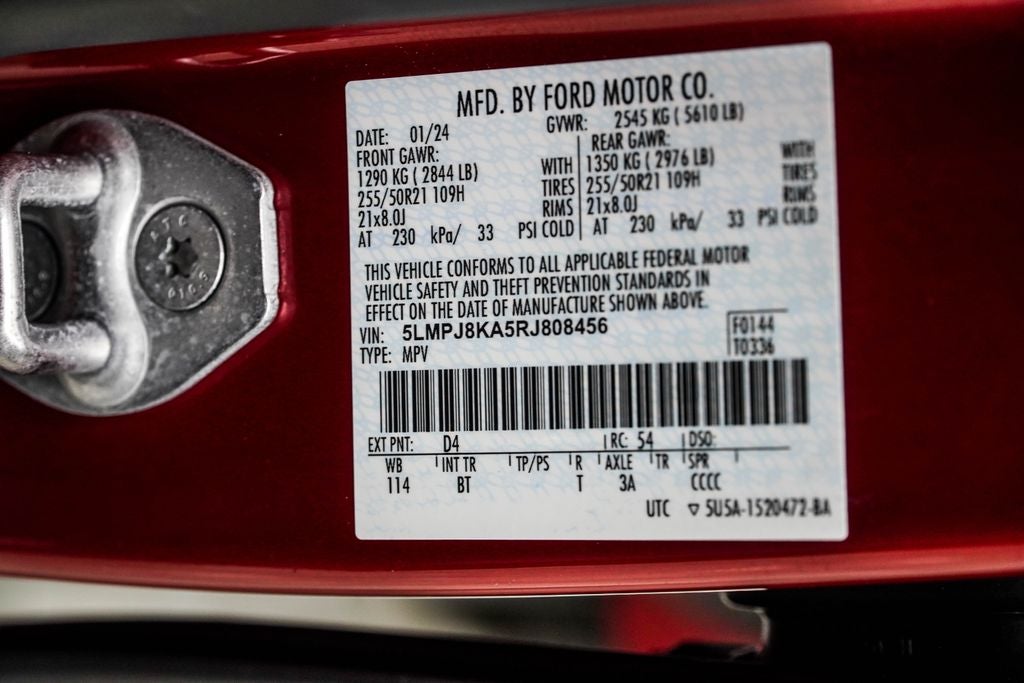 MFD. BY FORD MOTOR CO.
DATE: 01/24 GVWR: 2545 KG ( 5610 LB)
FRONT GAWR: REAR GAWR:
1290 KG ( 2844 LB) WITH 1350 KG ( 2976 LB) WITH
255/50R21 109H TIRES 255/50R21 109H TIRES
21x8.0J RIMS 21x8.0J RIMS
AT 230 kPa/ 33 PSI COLD AT 230 kPa/ 33 PSI COLD
THIS VEHICLE CONFORMS TO ALL APPLICABLE FEDERAL MOTOR
VEHICLE SAFETY AND THEFT PREVENTION STANDARDS IN
EFFECT ON THE DATE OF MANUFACTURE SHOWN ABOVE.
VIN: 5LMPJ8KA5RJ808456 F0144
TYPE: MPV T0336
EXT PNT: D4 RC: 54 DSO:
WB INT TR TP/PS R AXLE TR SPR
114 BT T 3A CCCC
UTC ▽ 5U5A-1520472-BA